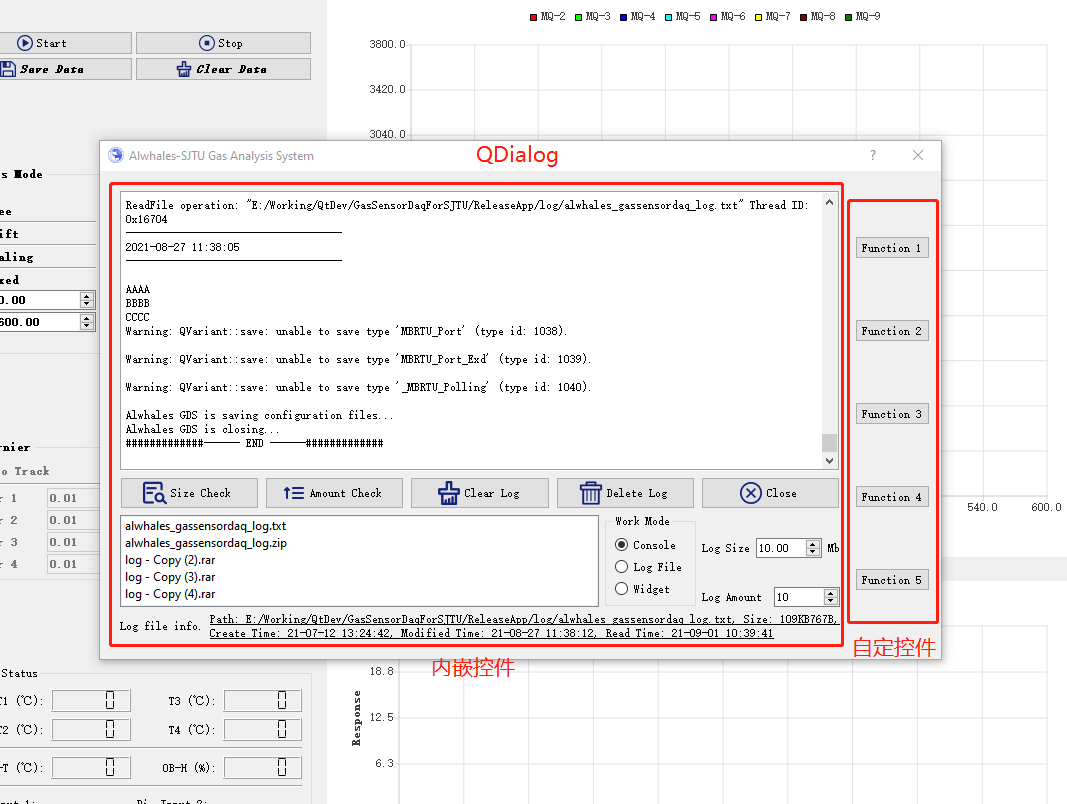 MQ-2 MQ-3 MQ-4 MQ-5 MQ-6 MQ-7 MQ-8 MQ-9
Start Stop
Save Data Clear Data
3800.0
3420.0
3040.0
s Mode
ee
ift
aling
xed
0.00
600.00
rnier
o Track
r 1 0.01
r 2 0.01
r 3 0.01
r 4 0.01
Alwhales-SJTU Gas Analysis System
QDialog
?
ReadFile operation: "E:/Working/QtDev/GasSensorDaqForSJTU/ReleaseApp/log/alwhales_gassensordaq_log.txt" Thread ID:
0x16704
2021-08-27 11:38:05
AAAA
BBBB
CCCC
Warning: QVariant::save: unable to save type 'MBRTU_Port' (type id: 1038).
Warning: QVariant::save: unable to save type 'MBRTU_Port_Exd' (type id: 1039).
Warning: QVariant::save: unable to save type '_MBRTU_Polling' (type id: 1040).
Alwhales GDS is saving configuration files...
Alwhales GDS is closing...
#############—— END ——#############
Size Check Amount Check Clear Log Delete Log Close
alwhales_gassensordaq_log.txt
alwhales_gassensordaq_log.zip
log - Copy (2).rar
log - Copy (3).rar
log - Copy (4).rar
Work Mode
Console
Log File
Widget
Log Size 10.00 Mb
Log Amount 10
Log file info.
Path: E:/Working/QtDev/GasSensorDaqForSJTU/ReleaseApp/log/alwhales_gassensordaq_log.txt, Size: 109KB767B,
Create Time: 21-07-12 13:24:42, Modified Time: 21-08-27 11:38:12, Read Time: 21-09-01 10:39:41
Function 1
Function 2
Function 3
Function 4
Function 5
自定控件
内嵌控件
540.0 600.0
Status
T1 (℃): 0 T3 (℃): 0
T2 (℃): 0 T4 (℃): 0
-T (℃): 0 OB-H (%): 0
18.8
12.5
6.3
Response